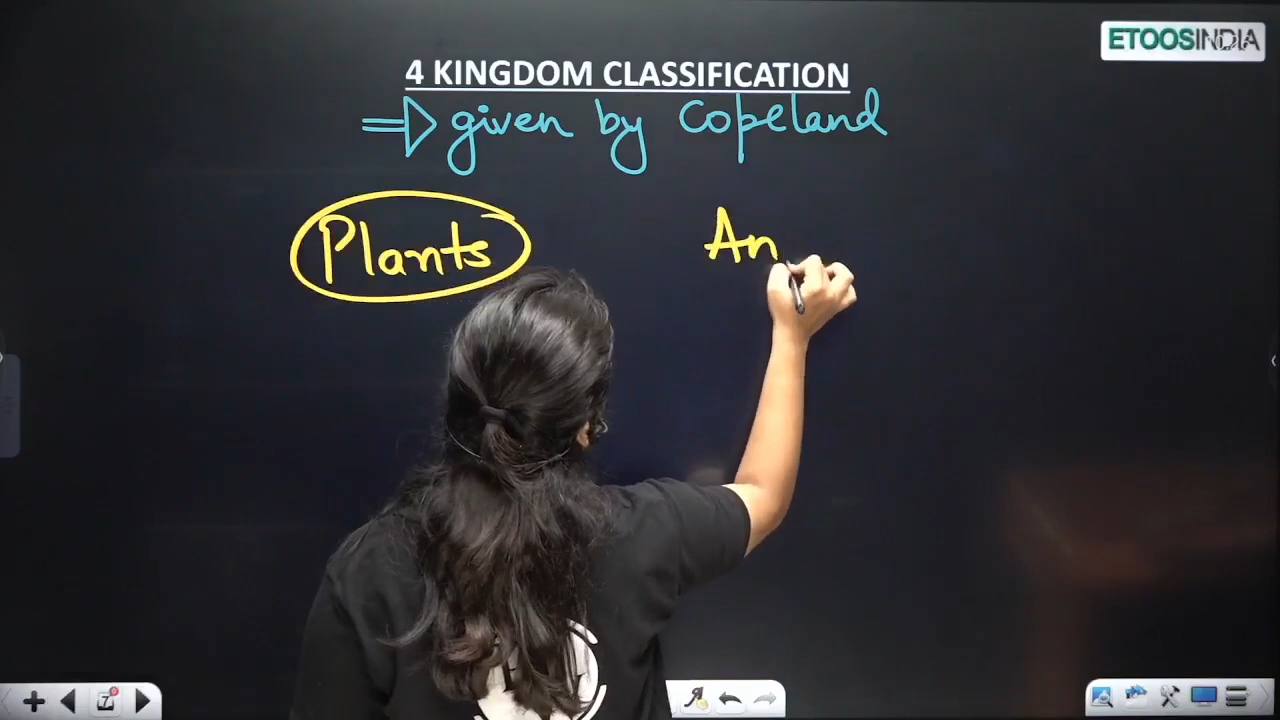 ETOOSINDIA
4 KINGDOM CLASSIFICATION
⇒ given by Copeland
Plants An